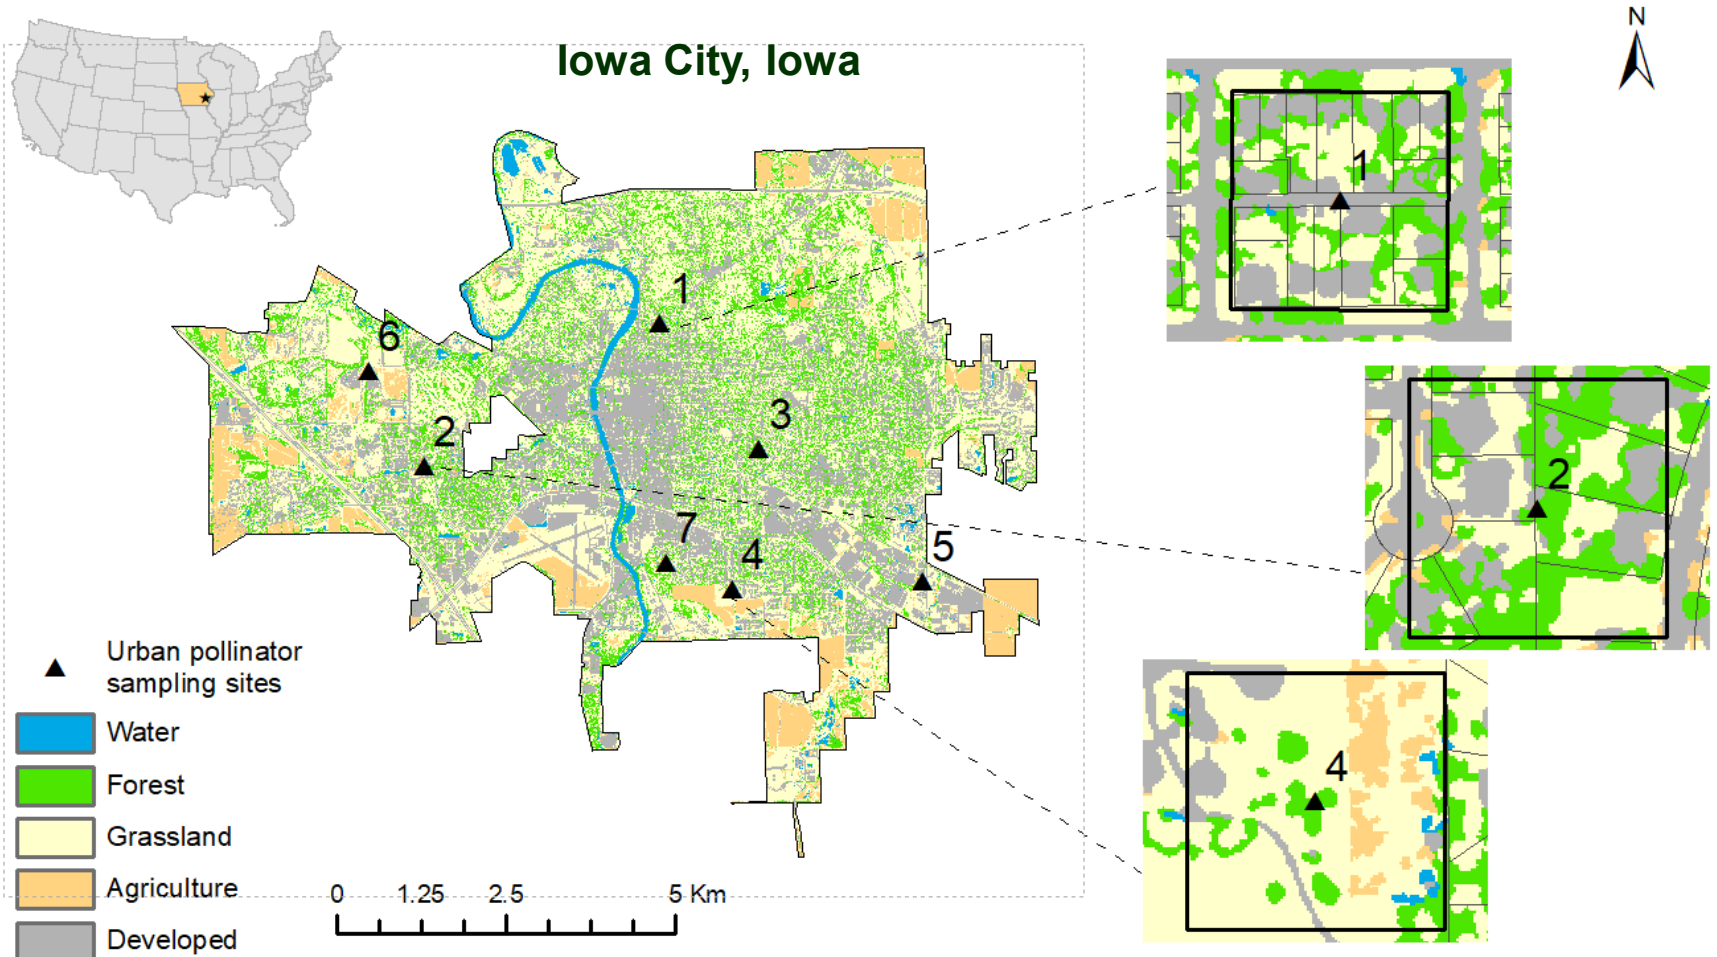 Iowa City, Iowa
N
1
1
6
2
3
2
7
4
5
4
Urban pollinator
sampling sites
Water
Forest
Grassland
Agriculture
Developed
0 1.25 2.5 5 Km